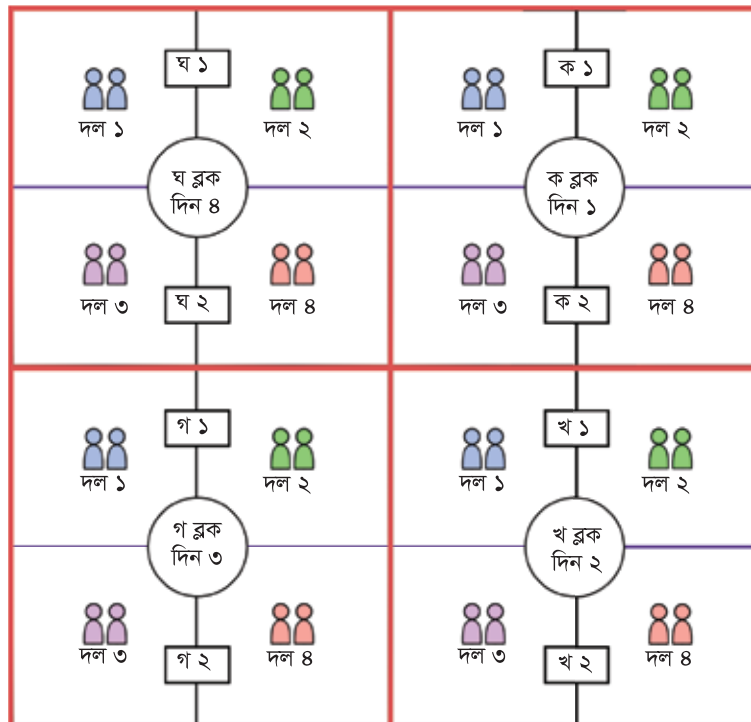 ঘ ১
দল ১
দল ২
ঘ ব্লক
দিন ৪
দল ৩
ঘ ২
দল ৪
ক ১
দল ১
দল ২
ক ব্লক
দিন ১
দল ৩
ক ২
দল ৪
গ ১
দল ১
দল ২
গ ব্লক
দিন ৩
দল ৩
গ ২
দল ৪
খ ১
দল ১
দল ২
খ ব্লক
দিন ২
দল ৩
খ ২
দল ৪